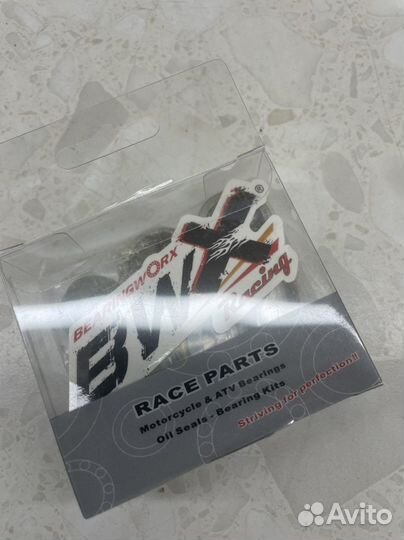 BEARINGWORX
BWX®
Racing
RACE PARTS
Motorcycle & ATV Bearings
Oil Seals - Bearing Kits
Striving for perfection!!
Avito